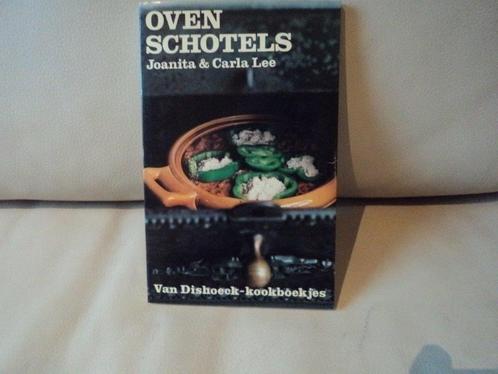 OVEN
SCHOTELS
Joanita & Carla Lee
Van Dishoeck-kookboekjes